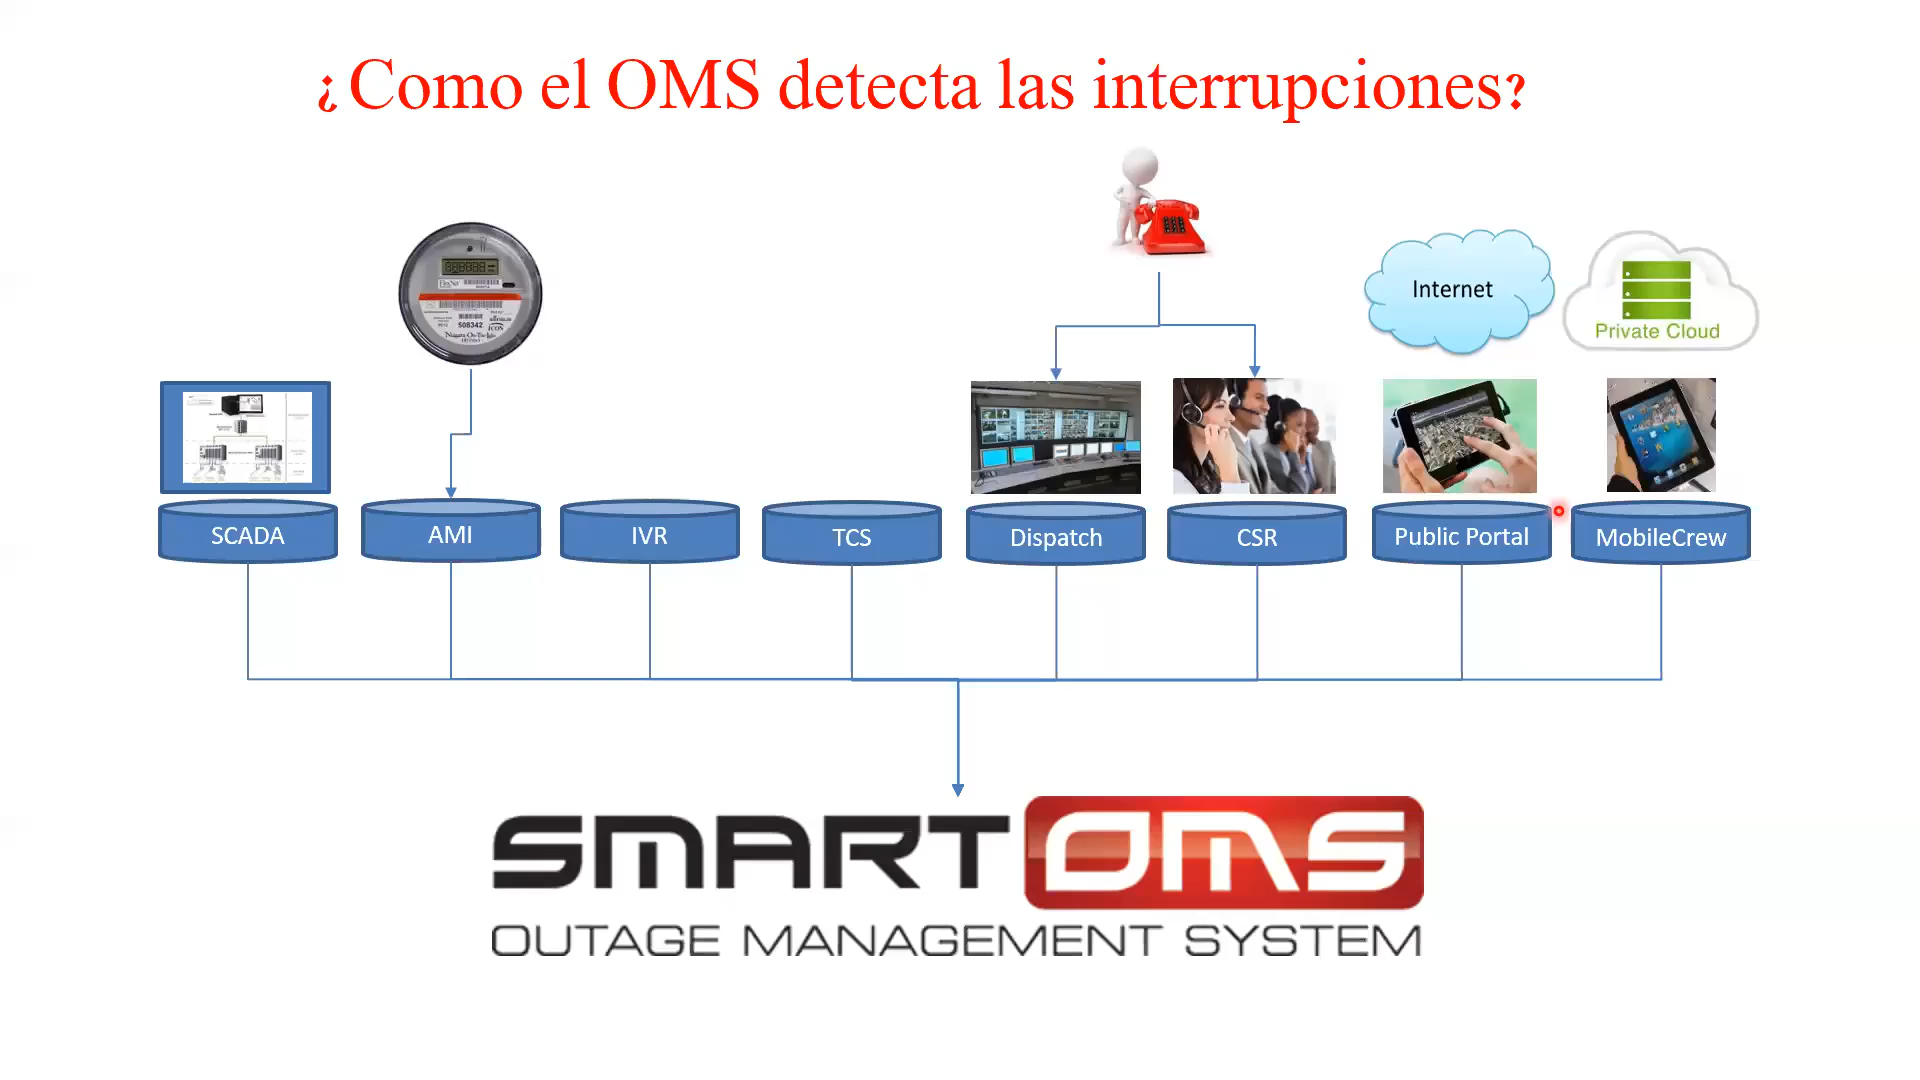 ¿Como el OMS detecta las interrupciones?
Internet
Private Cloud
508342
SCADA
AMI
IVR
TCS
Dispatch
CSR
Public Portal
MobileCrew
SMART OMS
OUTAGE MANAGEMENT SYSTEM